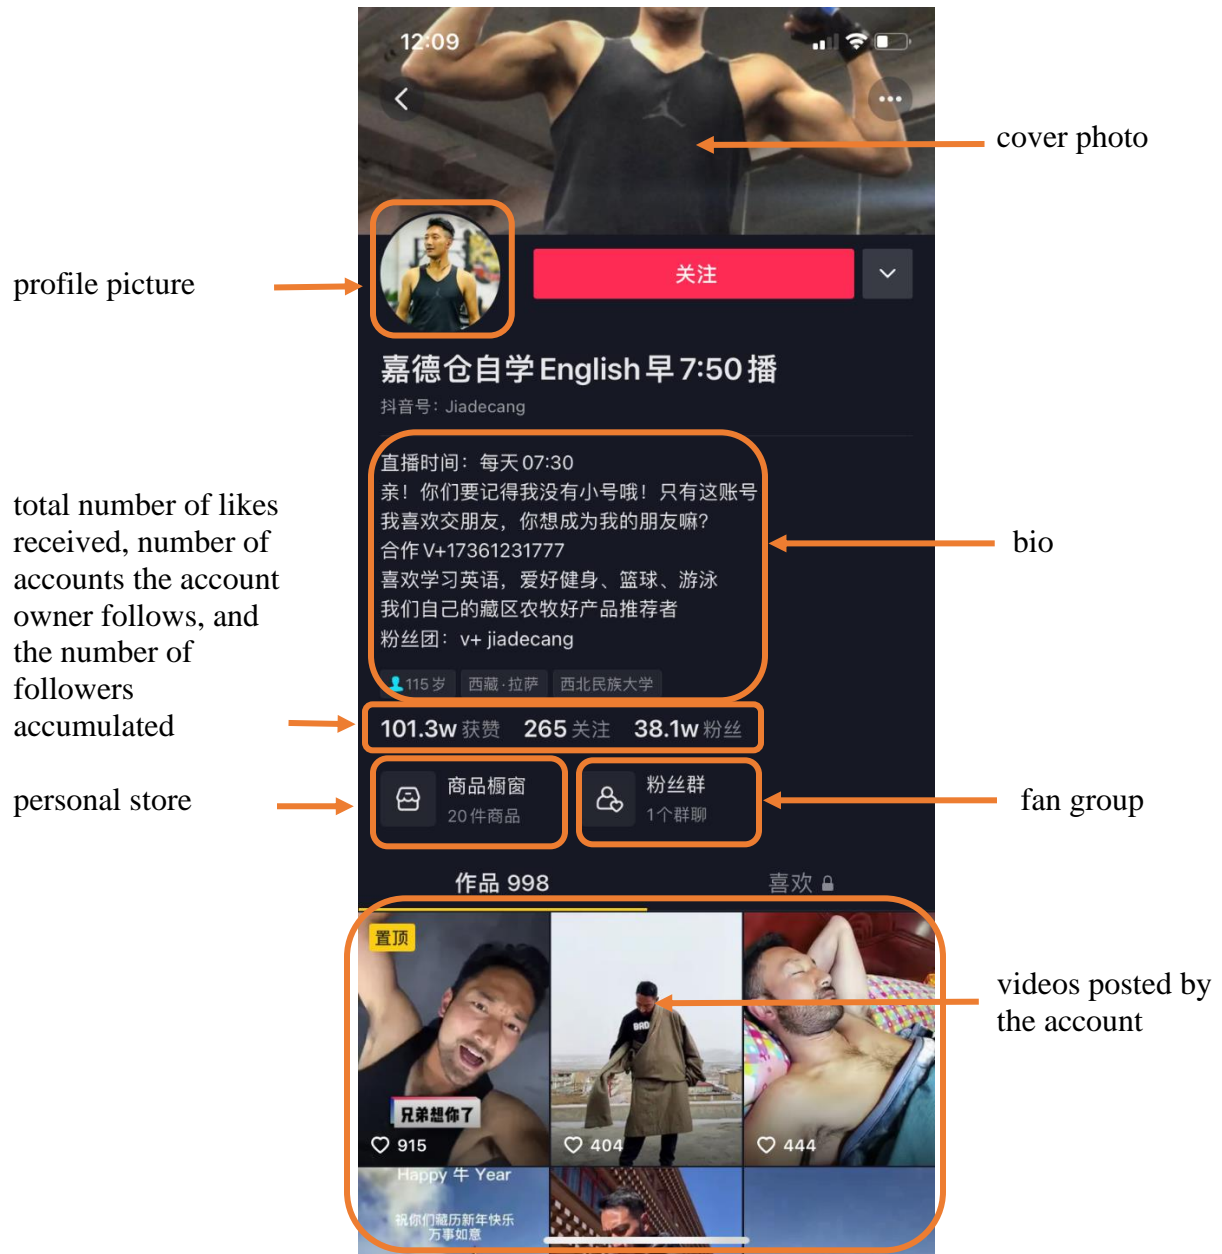 12:09
cover photo
profile picture
关注
嘉德仓自学English早7:50播
抖音号：Jiadecang
直播时间：每天07:30
亲！你们要记得我没有小号哦！只有这账号
我喜欢交朋友，你想成为我的朋友嘛？
合作V+17361231777
喜欢学习英语，爱好健身、篮球、游泳
我们自己的藏区农牧好产品推荐者
粉丝团：v+ jiadecang
115岁 西藏·拉萨 西北民族大学
bio
total number of likes
received, number of
accounts the account
owner follows, and
the number of
followers
accumulated
101.3w获赞 265关注 38.1w粉丝
personal store
商品橱窗
20件商品
粉丝群
1个群聊
fan group
作品 998
喜欢
置顶
兄弟想你了
915
BAD
404
444
videos posted by
the account
Happy 牛 Year
祝你们藏历新年快乐
万事如意